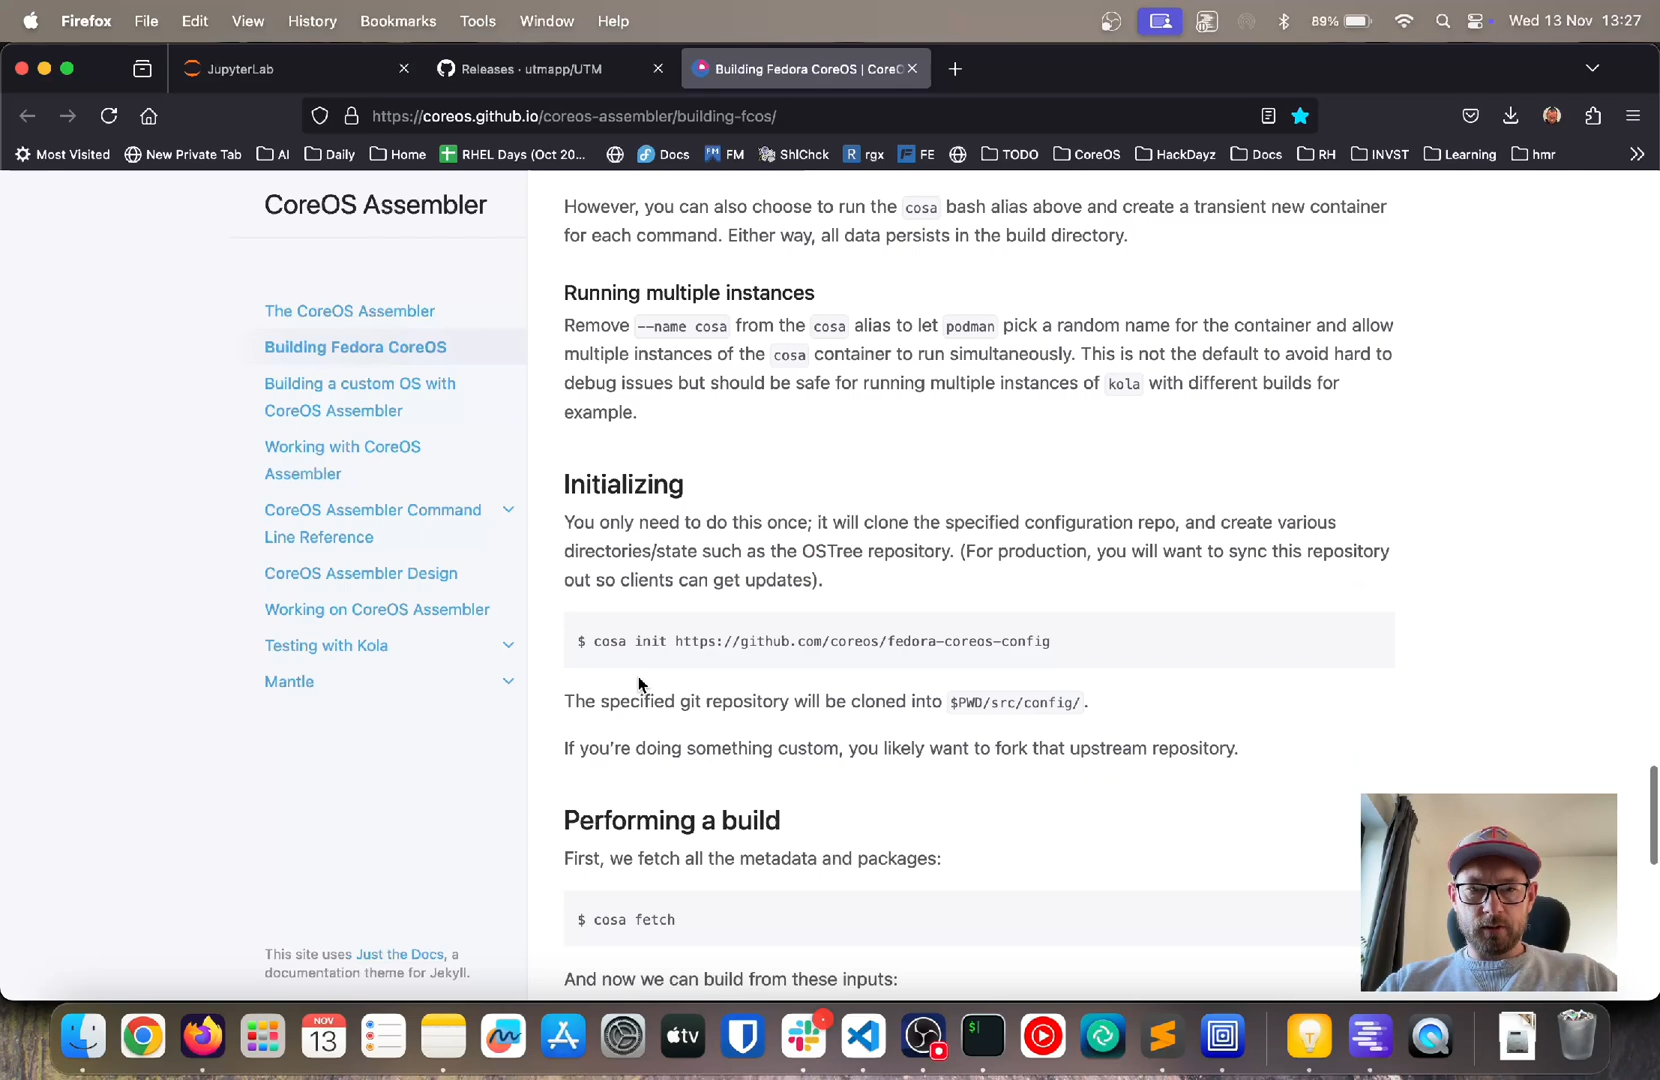 Firefox File Edit View History Bookmarks Tools Window Help 89% Wed 13 Nov 13:27
JupyterLab Releases · utmapp/UTM Building Fedora CoreOS | CoreO
https://coreos.github.io/coreos-assembler/building-fcos/
Most Visited New Private Tab AI Daily Home RHEL Days (Oct 20... Docs FM ShlChck rgx FE TODO CoreOS HackDayz Docs RH INVST Learning hmr
CoreOS Assembler
The CoreOS Assembler
Building Fedora CoreOS
Building a custom OS with
CoreOS Assembler
Working with CoreOS
Assembler
CoreOS Assembler Command
Line Reference
CoreOS Assembler Design
Working on CoreOS Assembler
Testing with Kola
Mantle
This site uses Just the Docs, a
documentation theme for Jekyll.
However, you can also choose to run the cosa bash alias above and create a transient new container
for each command. Either way, all data persists in the build directory.
Running multiple instances
Remove --name cosa from the cosa alias to let podman pick a random name for the container and allow
multiple instances of the cosa container to run simultaneously. This is not the default to avoid hard to
debug issues but should be safe for running multiple instances of kola with different builds for
example.
Initializing
You only need to do this once; it will clone the specified configuration repo, and create various
directories/state such as the OSTree repository. (For production, you will want to sync this repository
out so clients can get updates).
$ cosa init https://github.com/coreos/fedora-coreos-config
The specified git repository will be cloned into $PWD/src/config/.
If you're doing something custom, you likely want to fork that upstream repository.
Performing a build
First, we fetch all the metadata and packages:
$ cosa fetch
And now we can build from these inputs:
NOV
13
tv
$